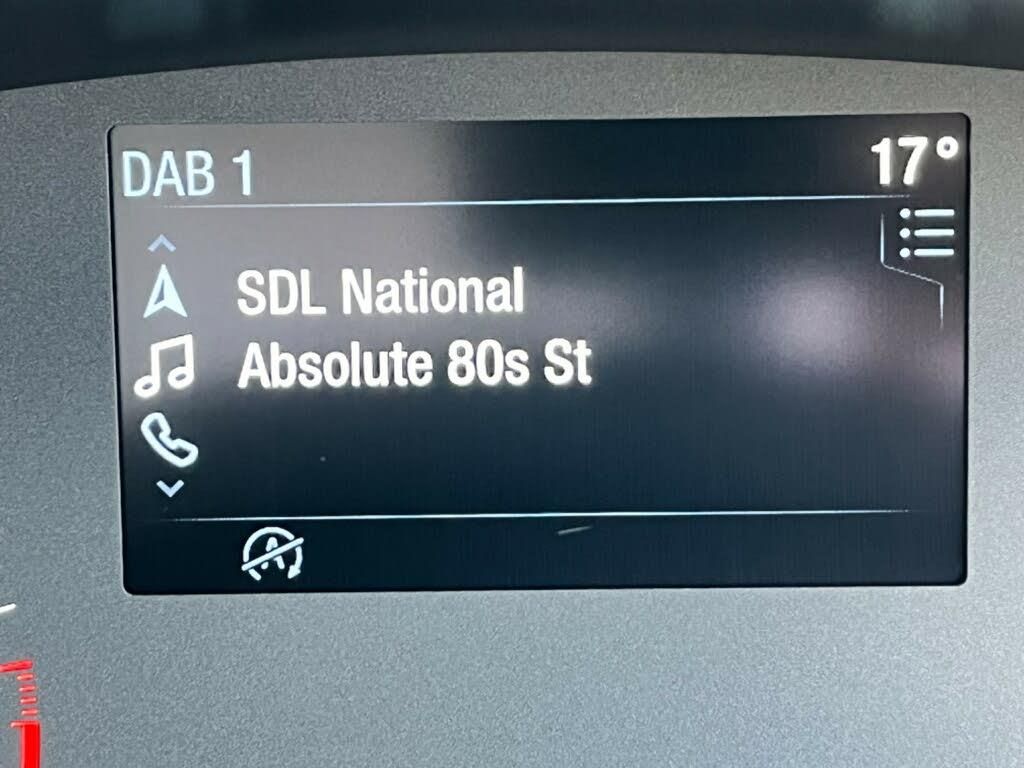 DAB 1
17°
SDL National
Absolute 80s St
A